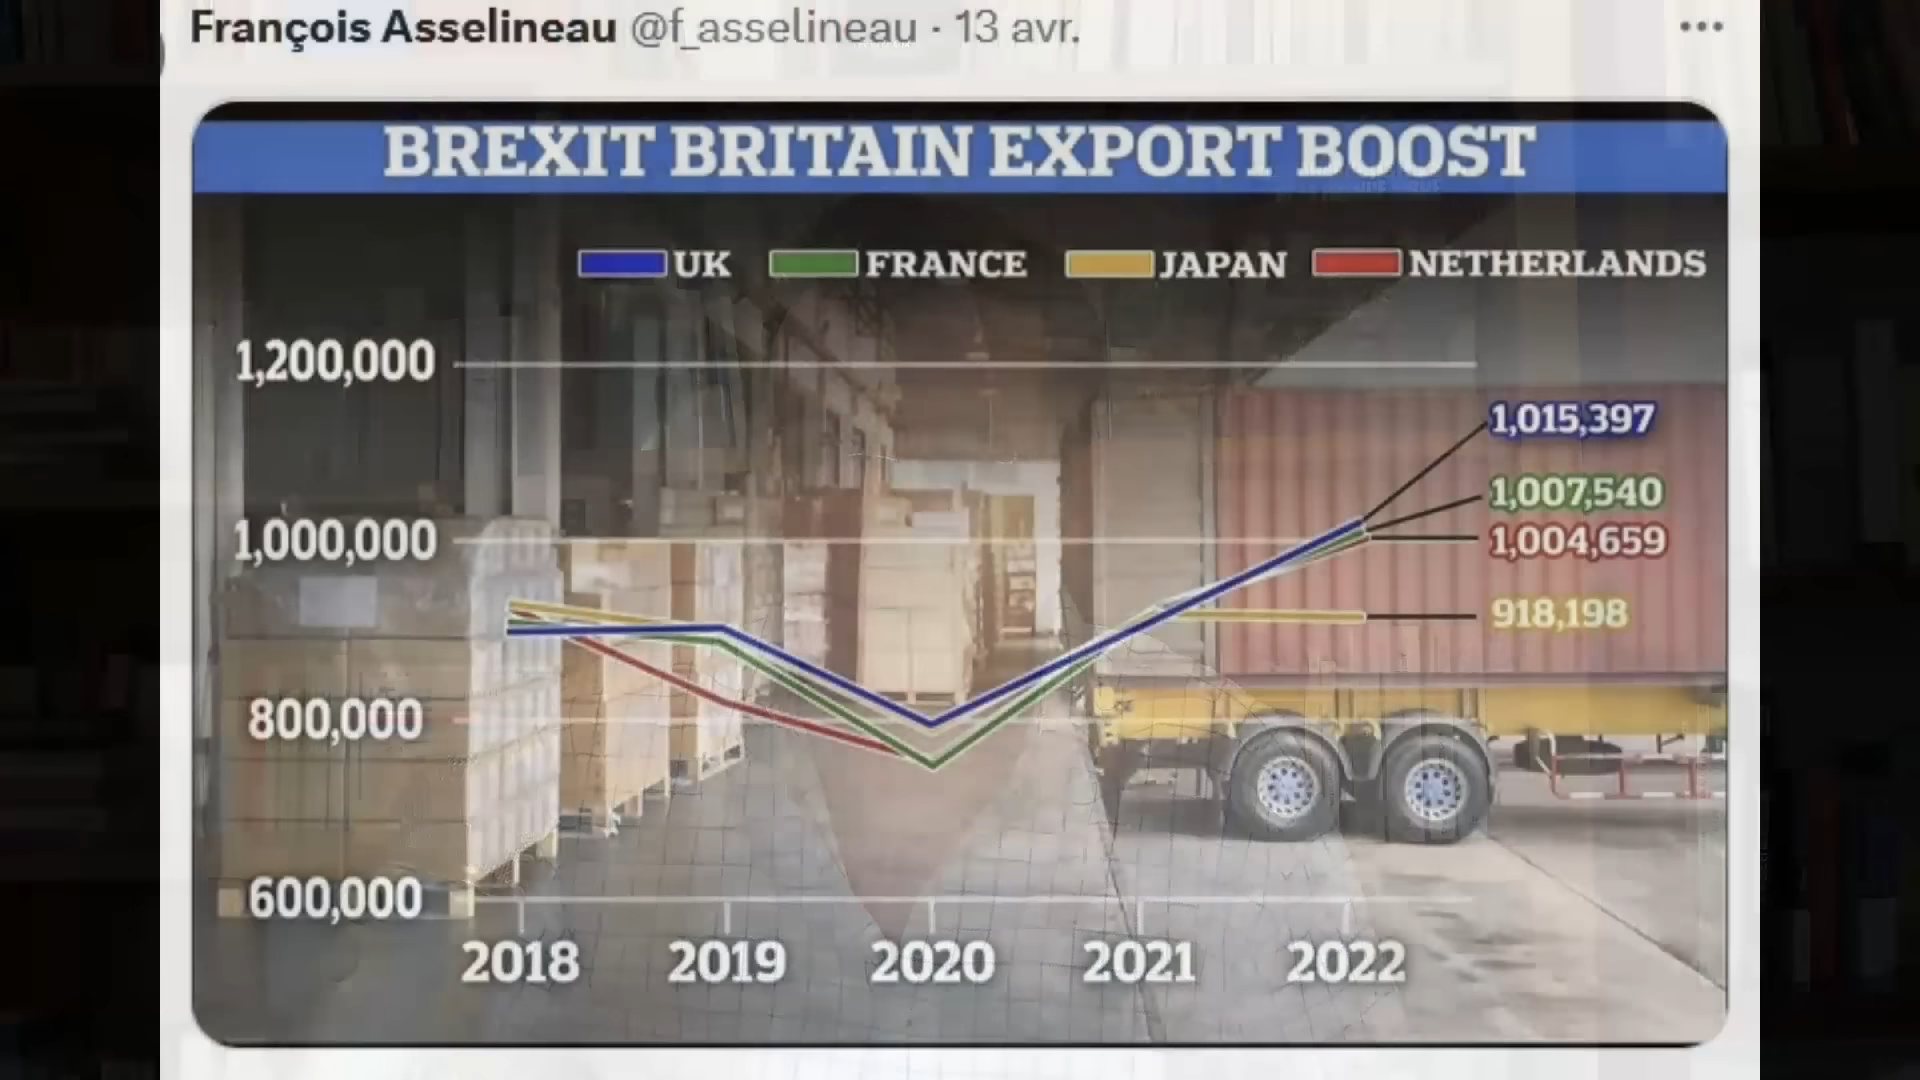 François Asselineau @f_asselineau · 13 avr.
BREXIT BRITAIN EXPORT BOOST
UK FRANCE JAPAN NETHERLANDS
1,200,000
1,015,397
1,007,540
1,000,000
1,004,659
918,198
800,000
600,000
2018 2019 2020 2021 2022